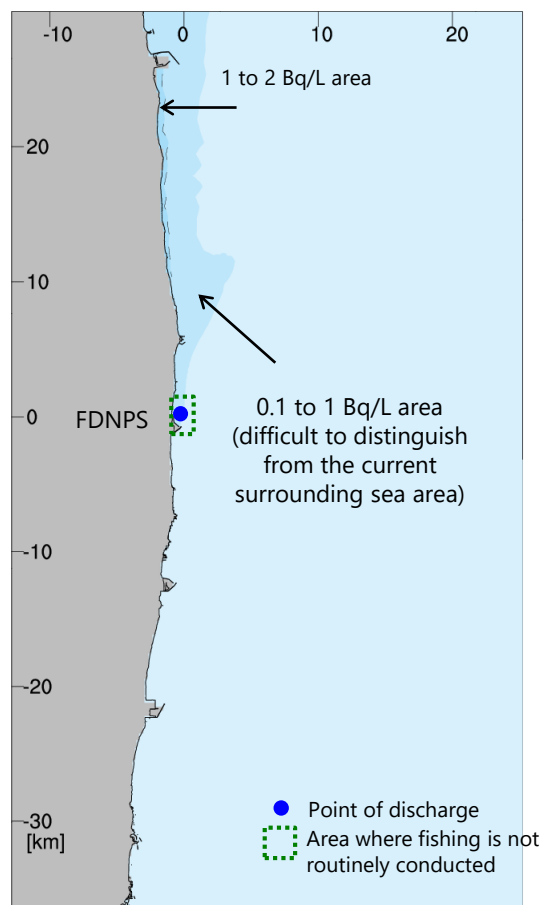 -10 0 10 20
1 to 2 Bq/L area
20
10
0
FDNPS
0.1 to 1 Bq/L area
(difficult to distinguish
from the current
surrounding sea area)
-10
-20
-30
[km]
Point of discharge
Area where fishing is not
routinely conducted